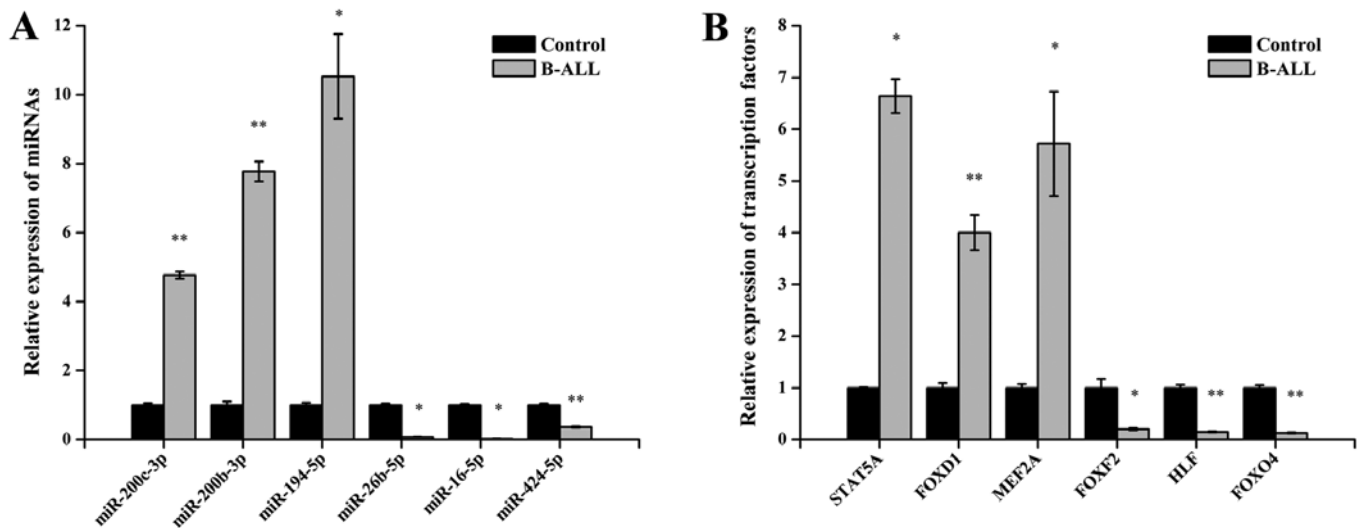 A
Relative expression of miRNAs
12
10
8
6
4
2
0
Control
B-ALL
**
**
*
*
*
**
miR-200c-3p
miR-200b-3p
miR-194-5p
miR-26b-5p
miR-16-5p
miR-424-5p
B
Relative expression of transcription factors
8
7
6
5
4
3
2
1
0
Control
B-ALL
*
**
*
*
**
**
STAT5A
FOXD1
MEF2A
FOXF2
HLF
FOXO4